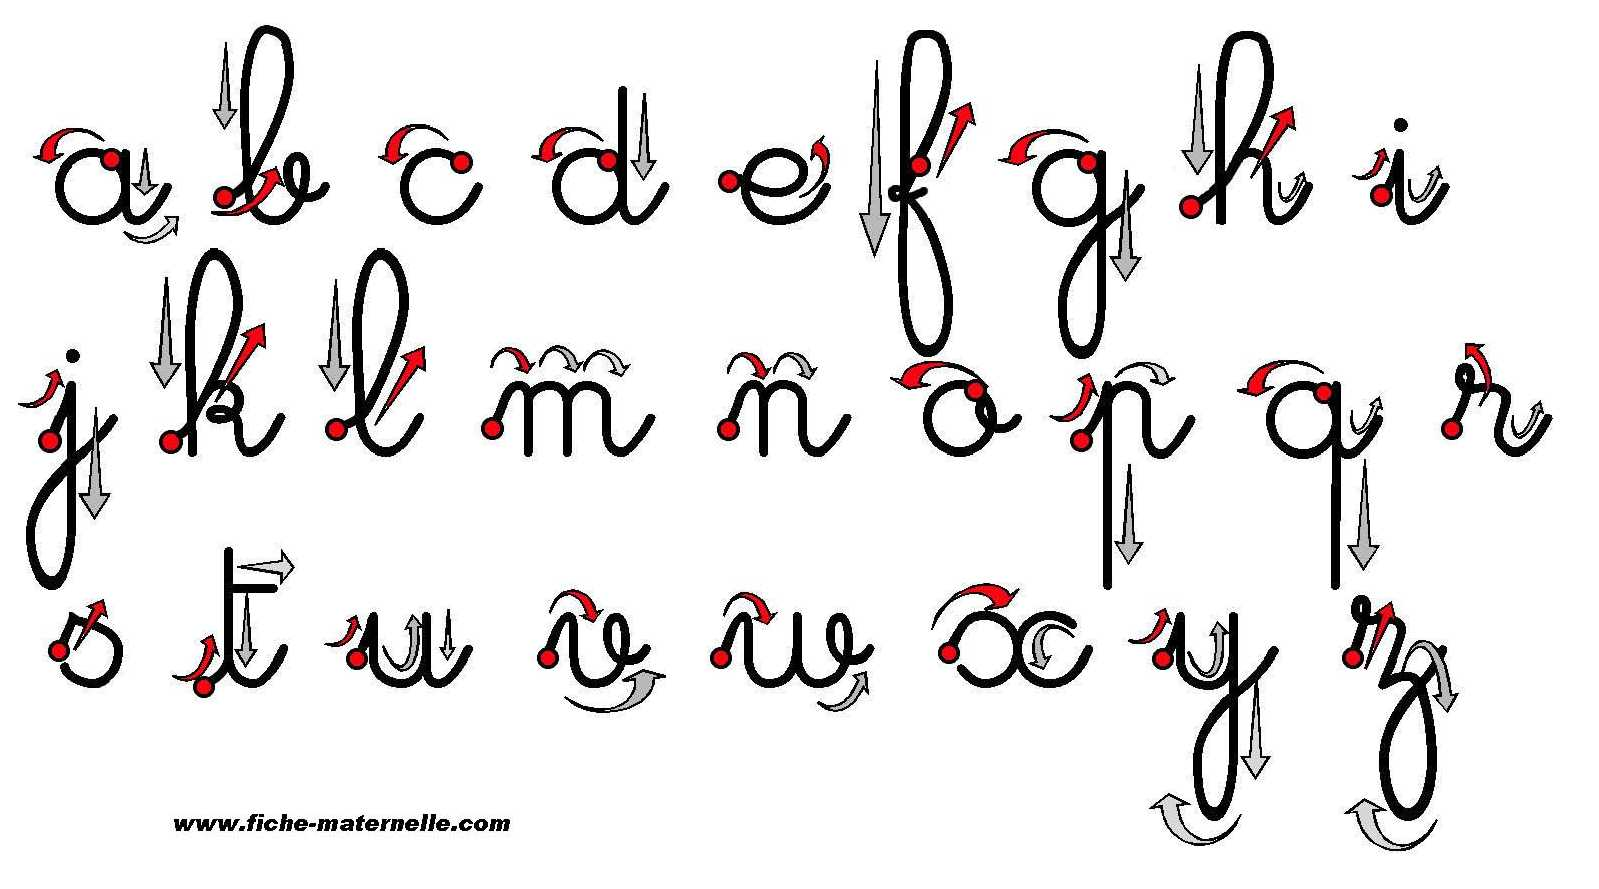 a b c d e f g h i
j k l m n o p q r
s t u v w x y z
www.fiche-maternelle.com